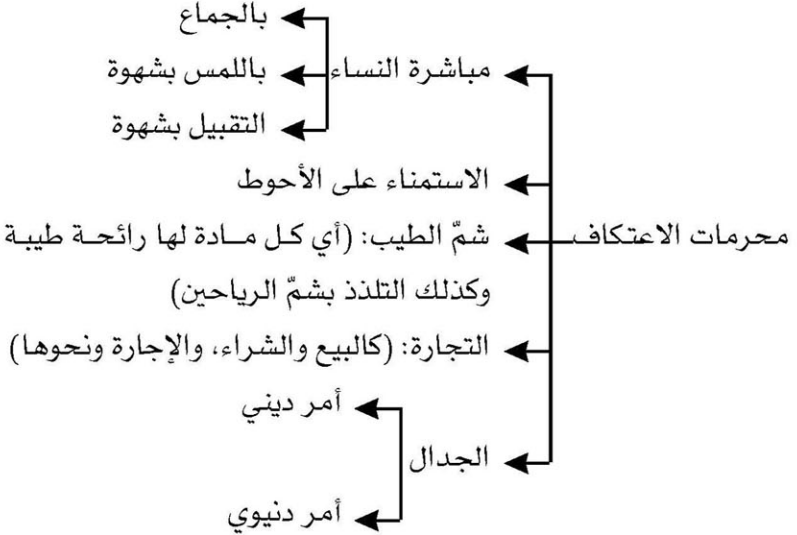 بالجماع
مباشرة النساء
باللمس بشهوة
التقبيل بشهوة
الاستمناء على الأحوط
محرمات الاعتكاف
شمّ الطيب: (أي كل مادة لها رائحة طيبة
وكذلك التلذذ بشمّ الرياحين)
التجارة: (كالبيع والشراء، والإجارة ونحوها)
أمر ديني
الجدال
أمر دنيوي